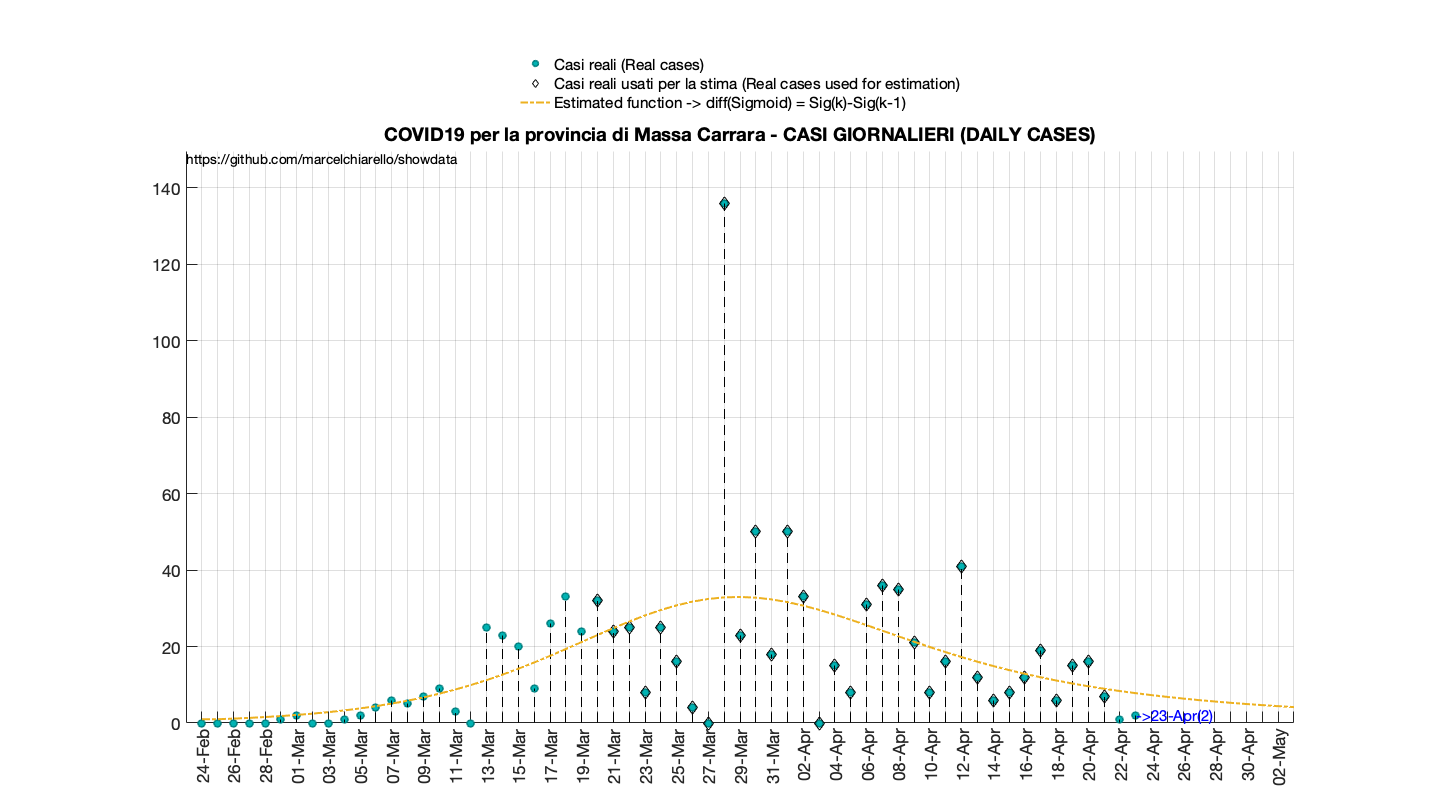 Casi reali (Real cases)
Casi reali usati per la stima (Real cases used for estimation)
Estimated function -> diff(Sigmoid) = Sig(k)-Sig(k-1)
COVID19 per la provincia di Massa Carrara - CASI GIORNALIERI (DAILY CASES)
https://github.com/marcelchiarello/showdata
140
120
100
80
60
40
20
0
->23-Apr(2)
24-Feb
26-Feb
28-Feb
01-Mar
03-Mar
05-Mar
07-Mar
09-Mar
11-Mar
13-Mar
15-Mar
17-Mar
19-Mar
21-Mar
23-Mar
25-Mar
27-Mar
29-Mar
31-Mar
02-Apr
04-Apr
06-Apr
08-Apr
10-Apr
12-Apr
14-Apr
16-Apr
18-Apr
20-Apr
22-Apr
24-Apr
26-Apr
28-Apr
30-Apr
02-May